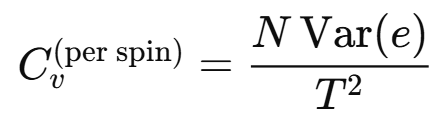 C_v^{(per spin)} = \frac{N Var(e)}{T^2}